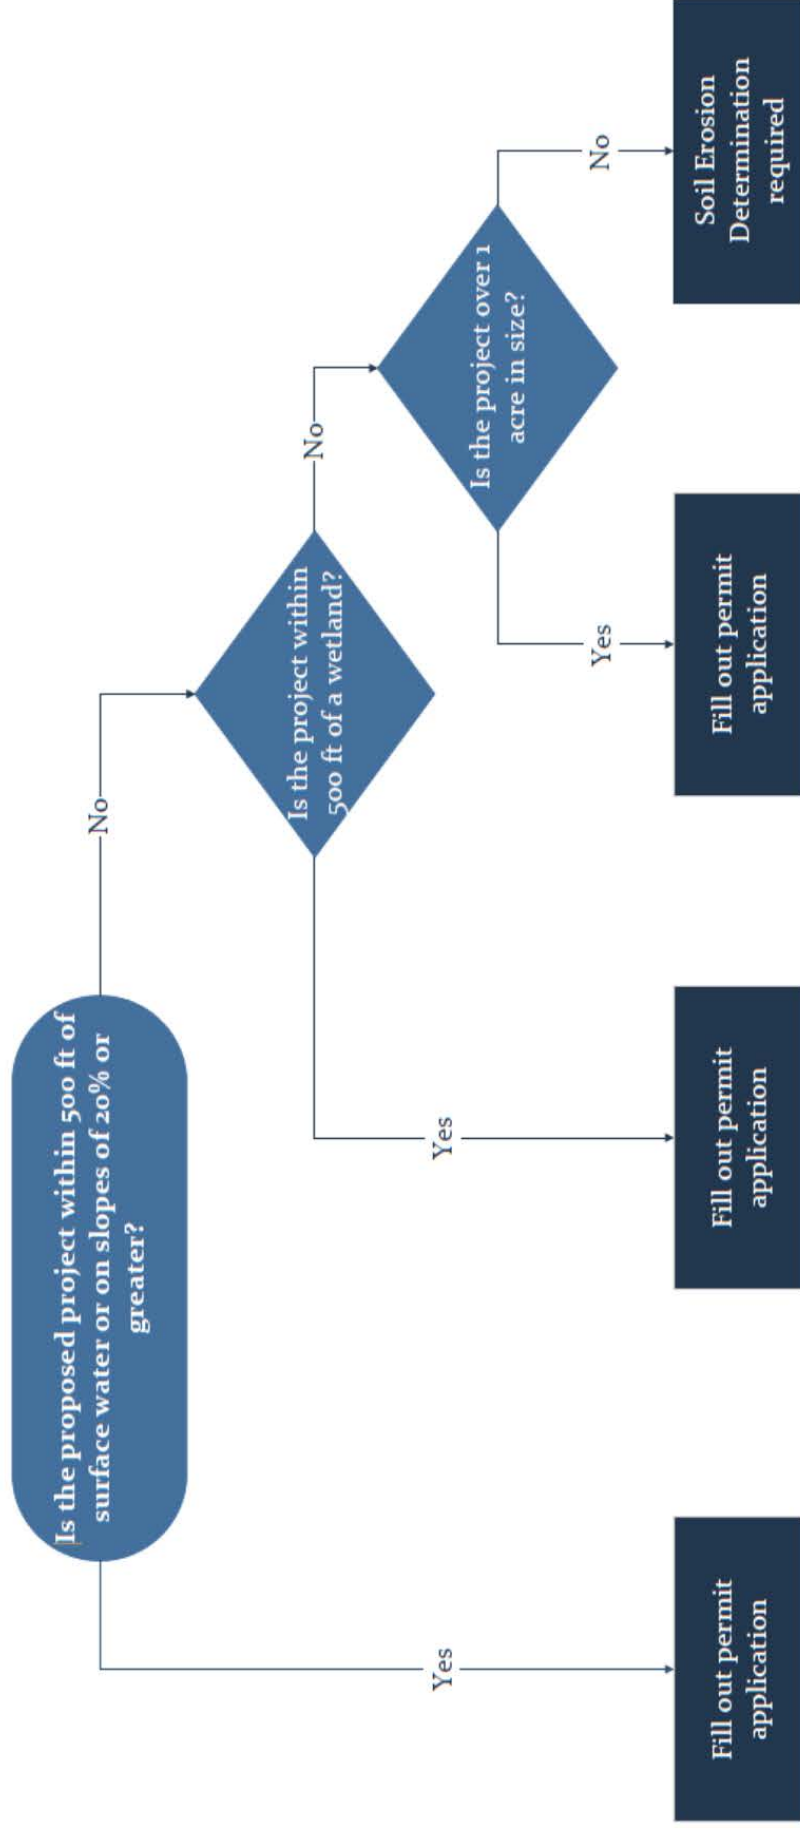 Is the proposed project within 500 ft of
surface water or on slopes of 20% or
greater?
No
Is the project within
500 ft of a wetland?
No
Is the project over 1
acre in size?
Yes
Yes
Yes
No
Fill out permit
application
Fill out permit
application
Fill out permit
application
Soil Erosion
Determination
required